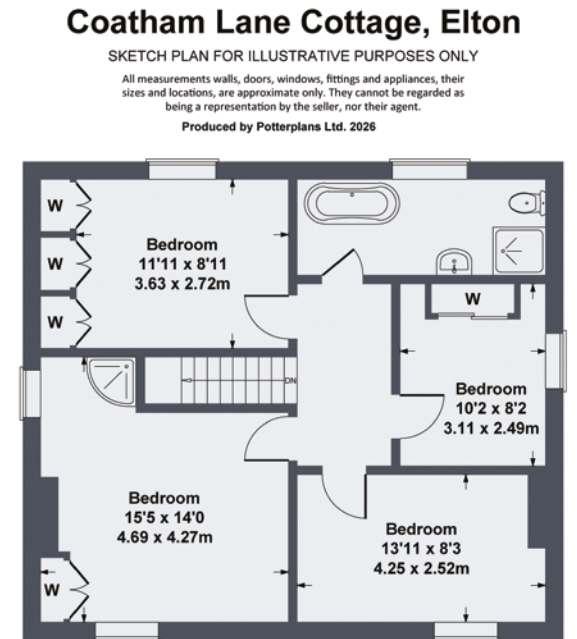 Coatham Lane Cottage, Elton
SKETCH PLAN FOR ILLUSTRATIVE PURPOSES ONLY
All measurements walls, doors, windows, fittings and appliances, their
sizes and locations, are approximate only. They cannot be regarded as
being a representation by the seller, nor their agent.
Produced by Potterplans Ltd. 2026
W
W
W
Bedroom
11'11 x 8'11
3.63 x 2.72m
W
Bedroom
10'2 x 8'2
3.11 x 2.49m
DN
Bedroom
15'5 x 14'0
4.69 x 4.27m
W
Bedroom
13'11 x 8'3
4.25 x 2.52m